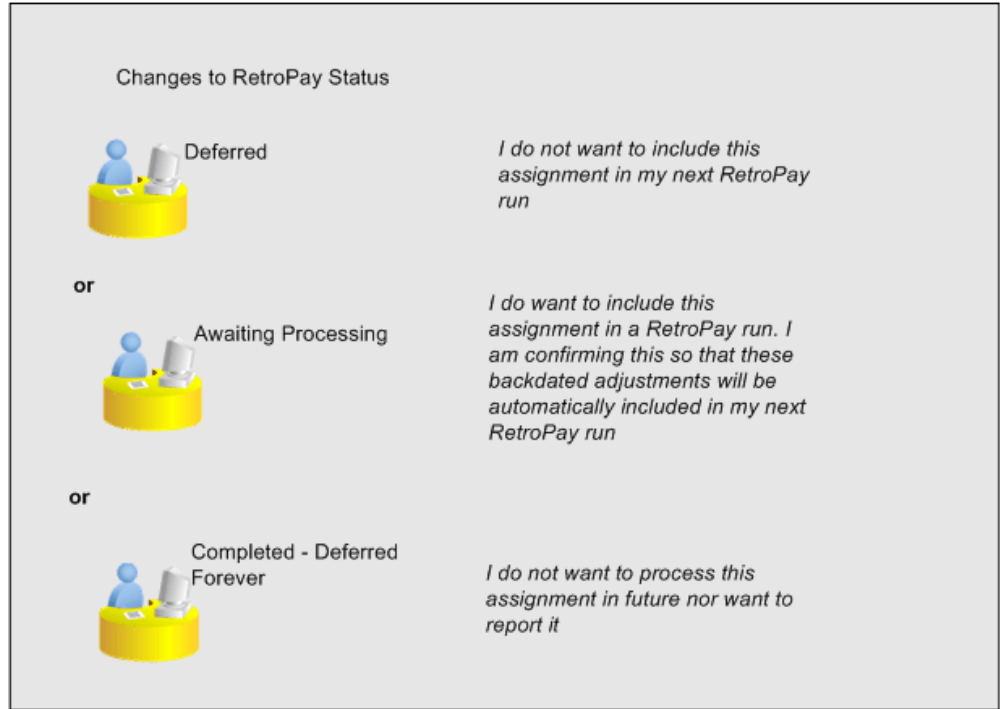 Changes to RetroPay Status
Deferred
I do not want to include this
assignment in my next RetroPay
run
or
Awaiting Processing
I do want to include this
assignment in a RetroPay run. I
am confirming this so that these
backdated adjustments will be
automatically included in my next
RetroPay run
or
Completed - Deferred
Forever
I do not want to process this
assignment in future nor want to
report it